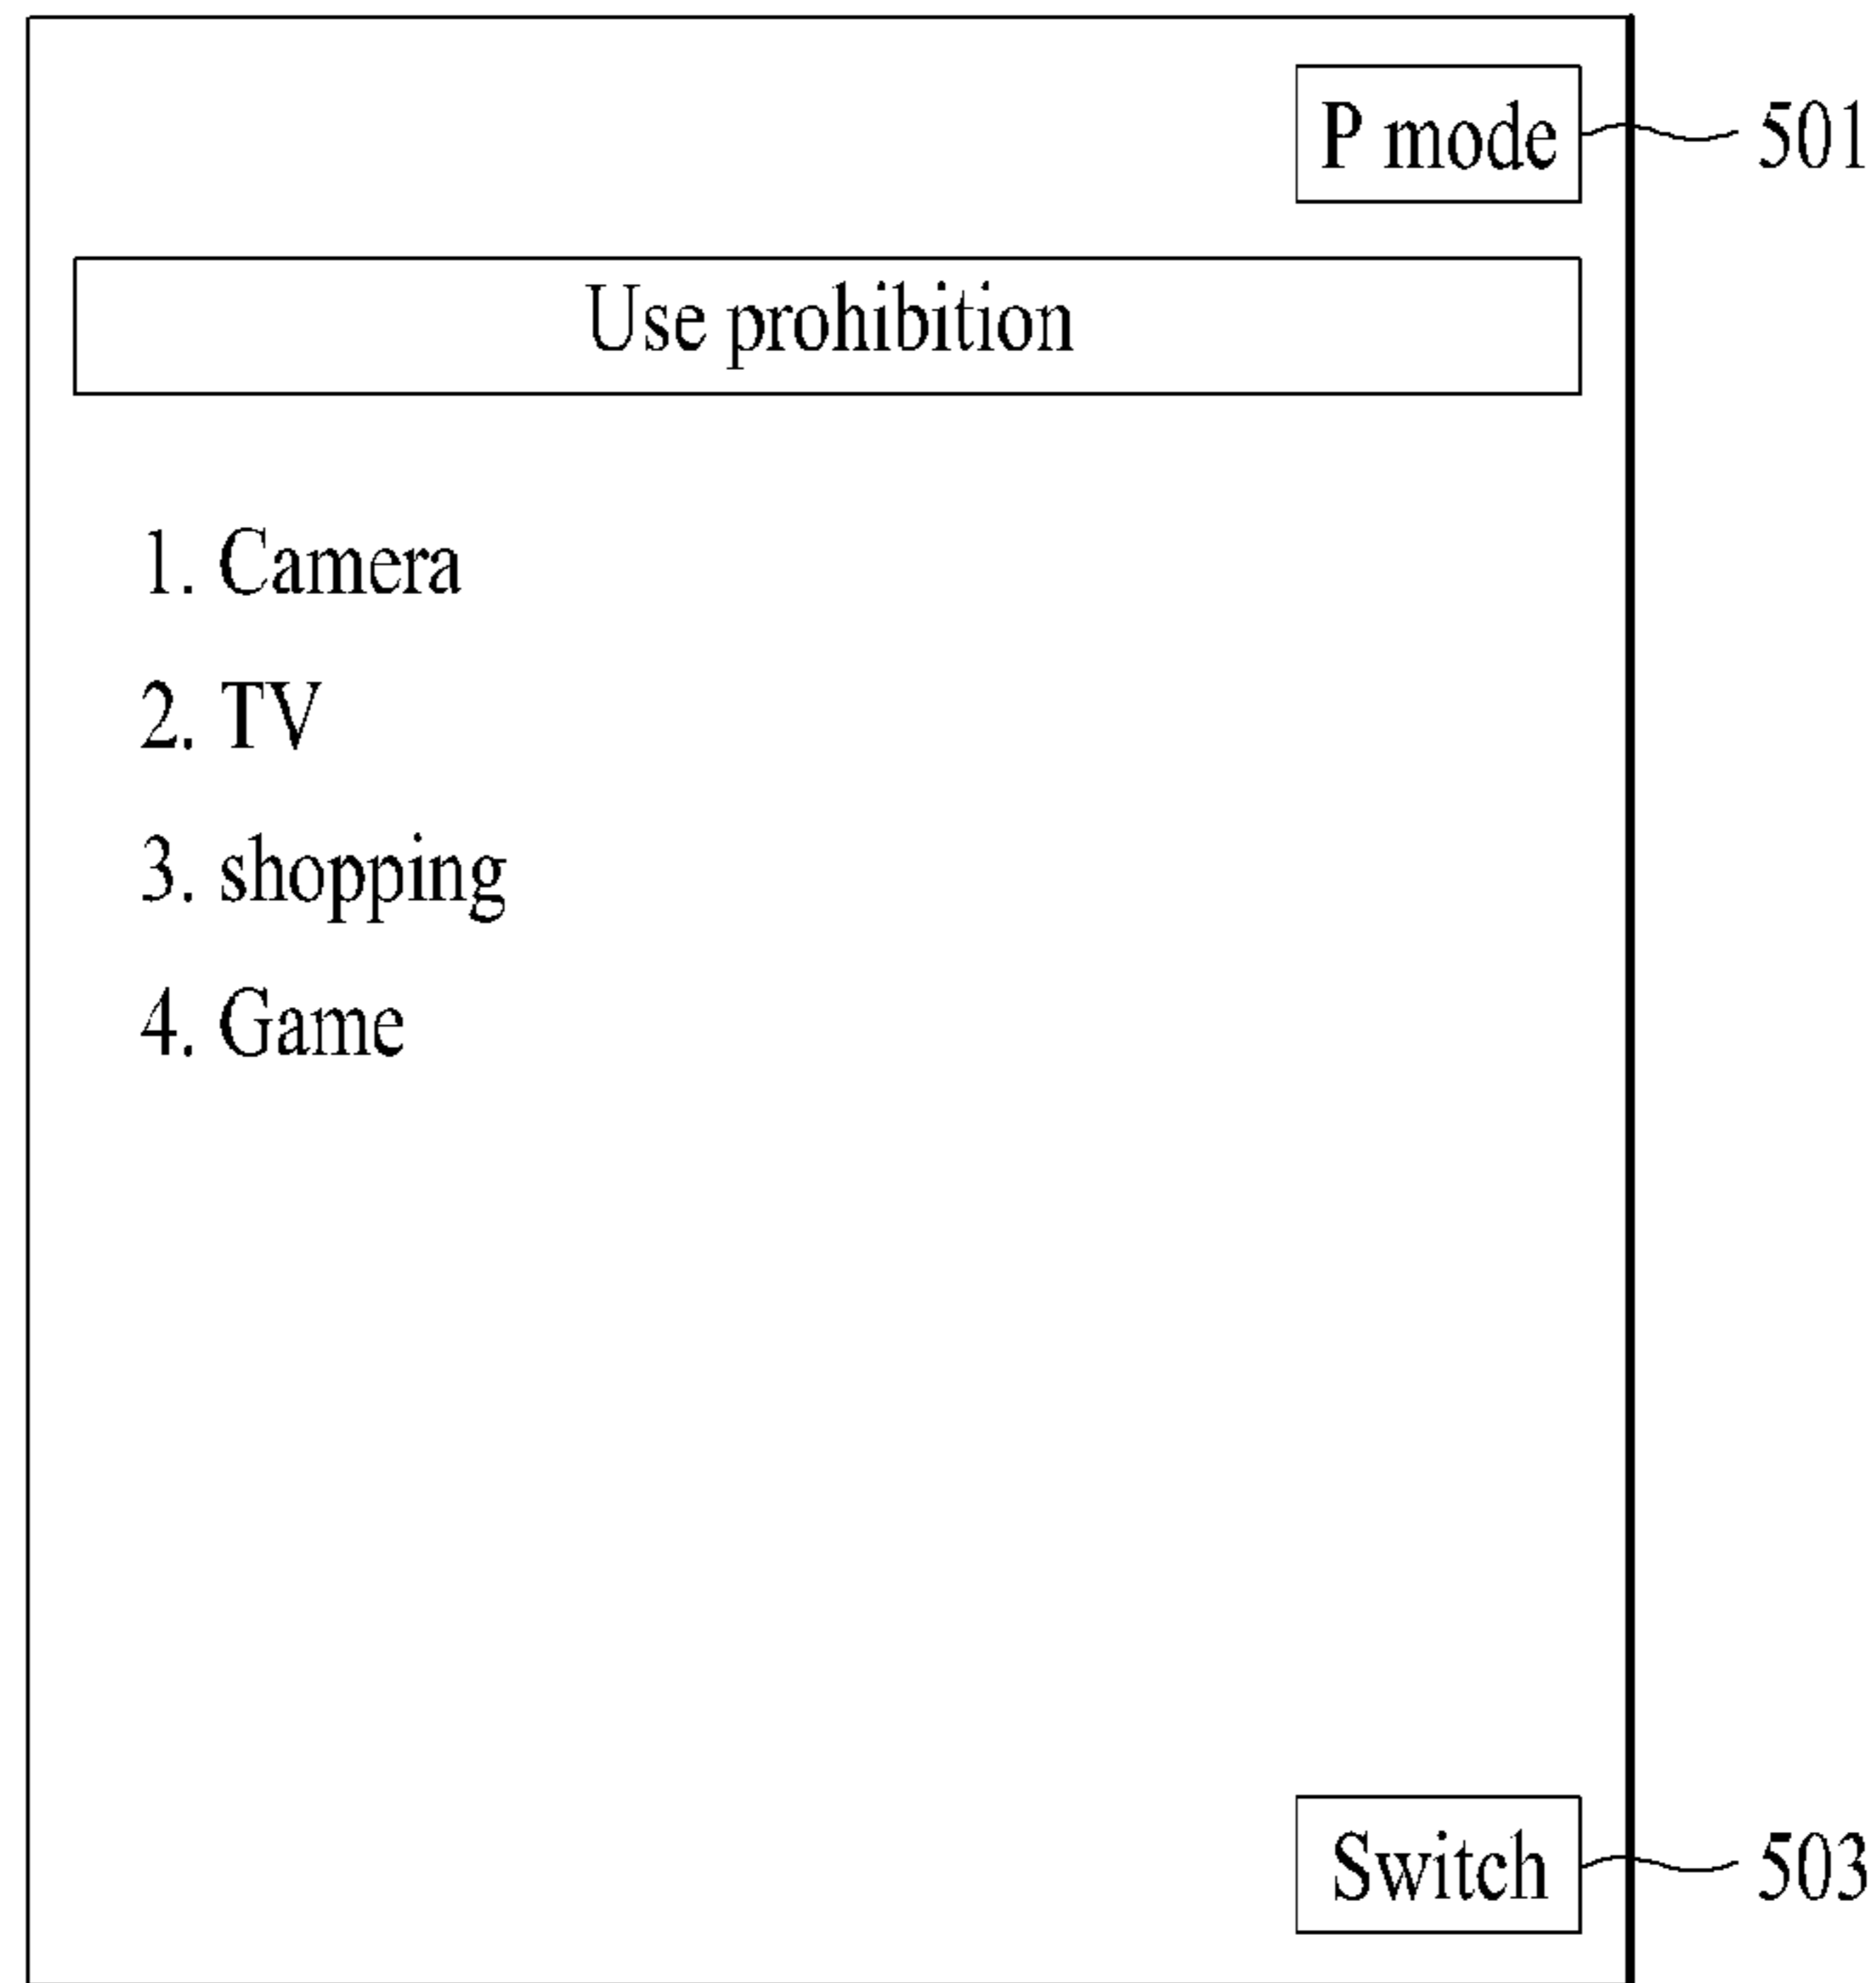 P mode 501
Use prohibition
1. Camera
2. TV
3. shopping
4. Game
Switch 503